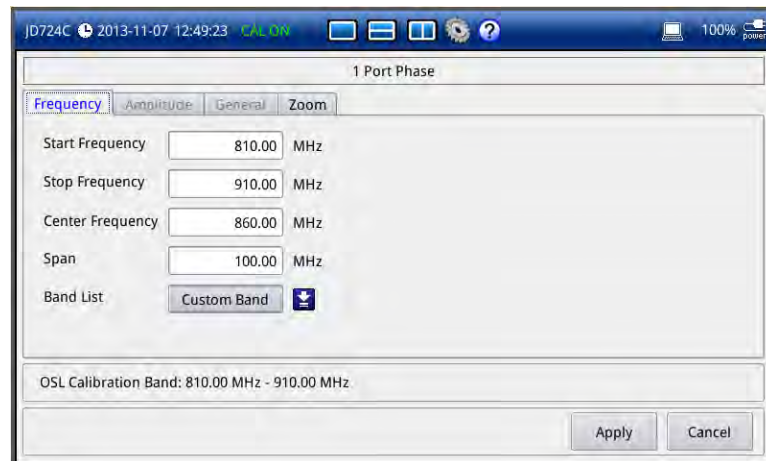 JD724C 2013-11-07 12:49:23 CAL ON 100% power
1 Port Phase
Frequency Amplitude General Zoom
Start Frequency 810.00 MHz
Stop Frequency 910.00 MHz
Center Frequency 860.00 MHz
Span 100.00 MHz
Band List Custom Band
OSL Calibration Band: 810.00 MHz - 910.00 MHz
Apply Cancel